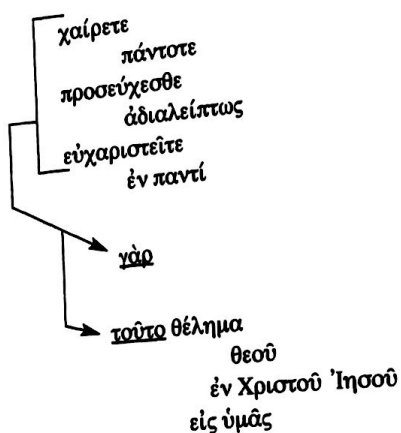 χαίρετε
πάντοτε
προσεύχεσθε
ἀδιαλείπτως
εὐχαριστεῖτε
ἐν παντί
γὰρ
τοῦτο θέλημα
θεοῦ
ἐν Χριστοῦ Ἰησοῦ
εἰς ὑμᾶς